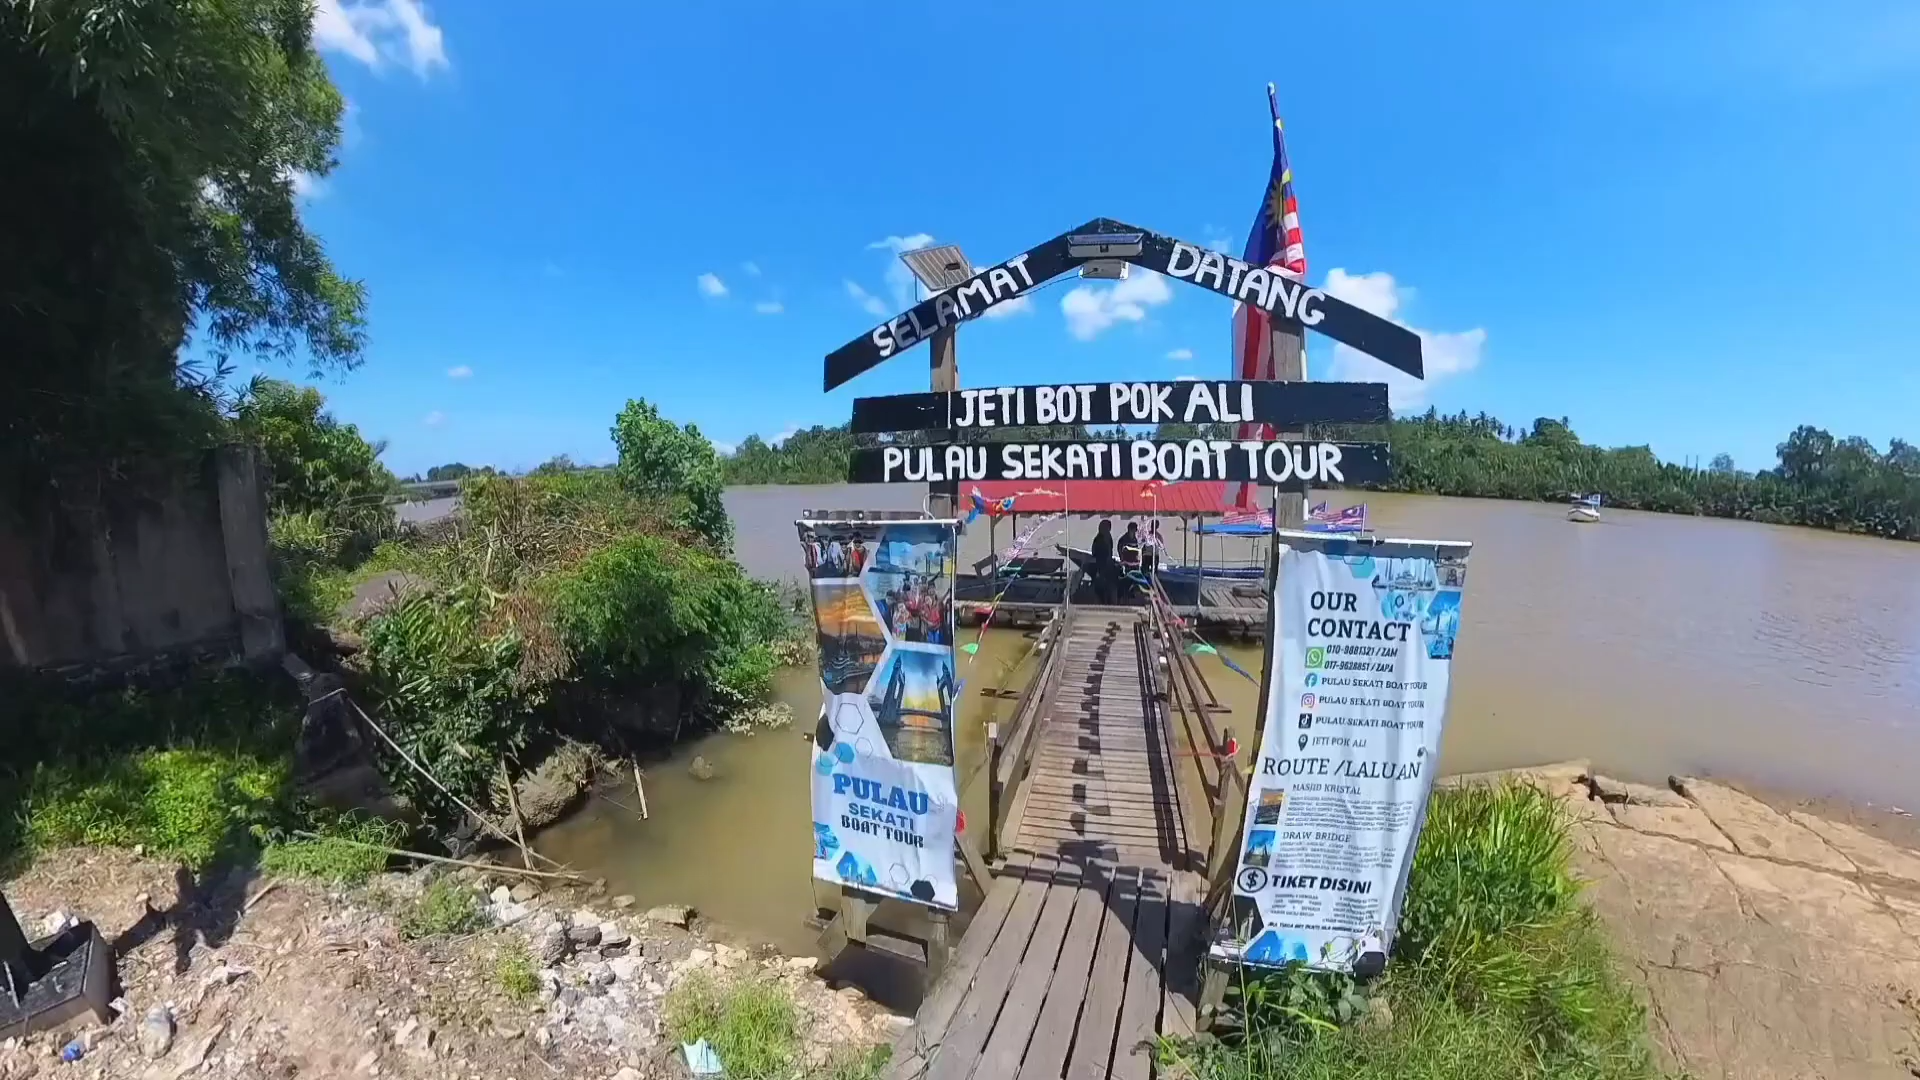 SELAMAT DATANG
JETI BOT POK ALI
PULAU SEKATI BOAT TOUR
PULAU
SEKATI
BOAT TOUR
OUR
CONTACT
010-9881321 / ZAM
017-9628851 / ZAPA
PULAU SEKATI BOAT TOUR
PULAU SEKATI BOAT TOUR
PULAU SEKATI BOAT TOUR
JETI POK ALI
ROUTE /LALUAN
MASJID KRISTAL
DRAW BRIDGE
$ TIKET DISINI